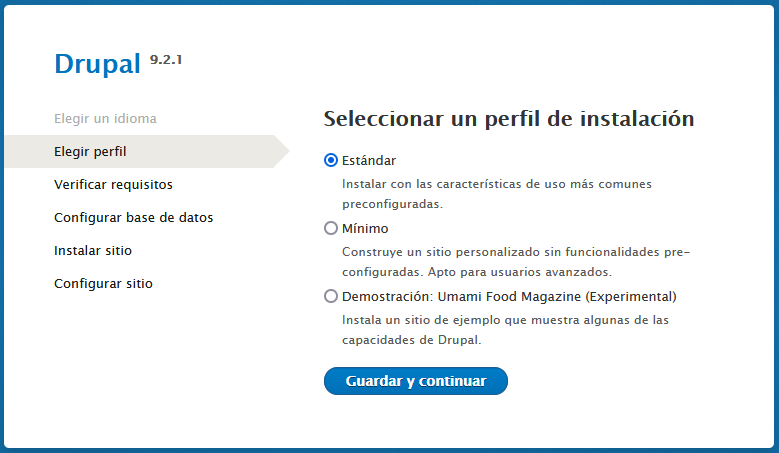 Drupal 9.2.1
Elegir un idioma
Elegir perfil
Verificar requisitos
Configurar base de datos
Instalar sitio
Configurar sitio
Seleccionar un perfil de instalación
Estándar
Instalar con las características de uso más comunes
preconfiguradas.
Mínimo
Construye un sitio personalizado sin funcionalidades pre-
configuradas. Apto para usuarios avanzados.
Demostración: Umami Food Magazine (Experimental)
Instala un sitio de ejemplo que muestra algunas de las
capacidades de Drupal.
Guardar y continuar